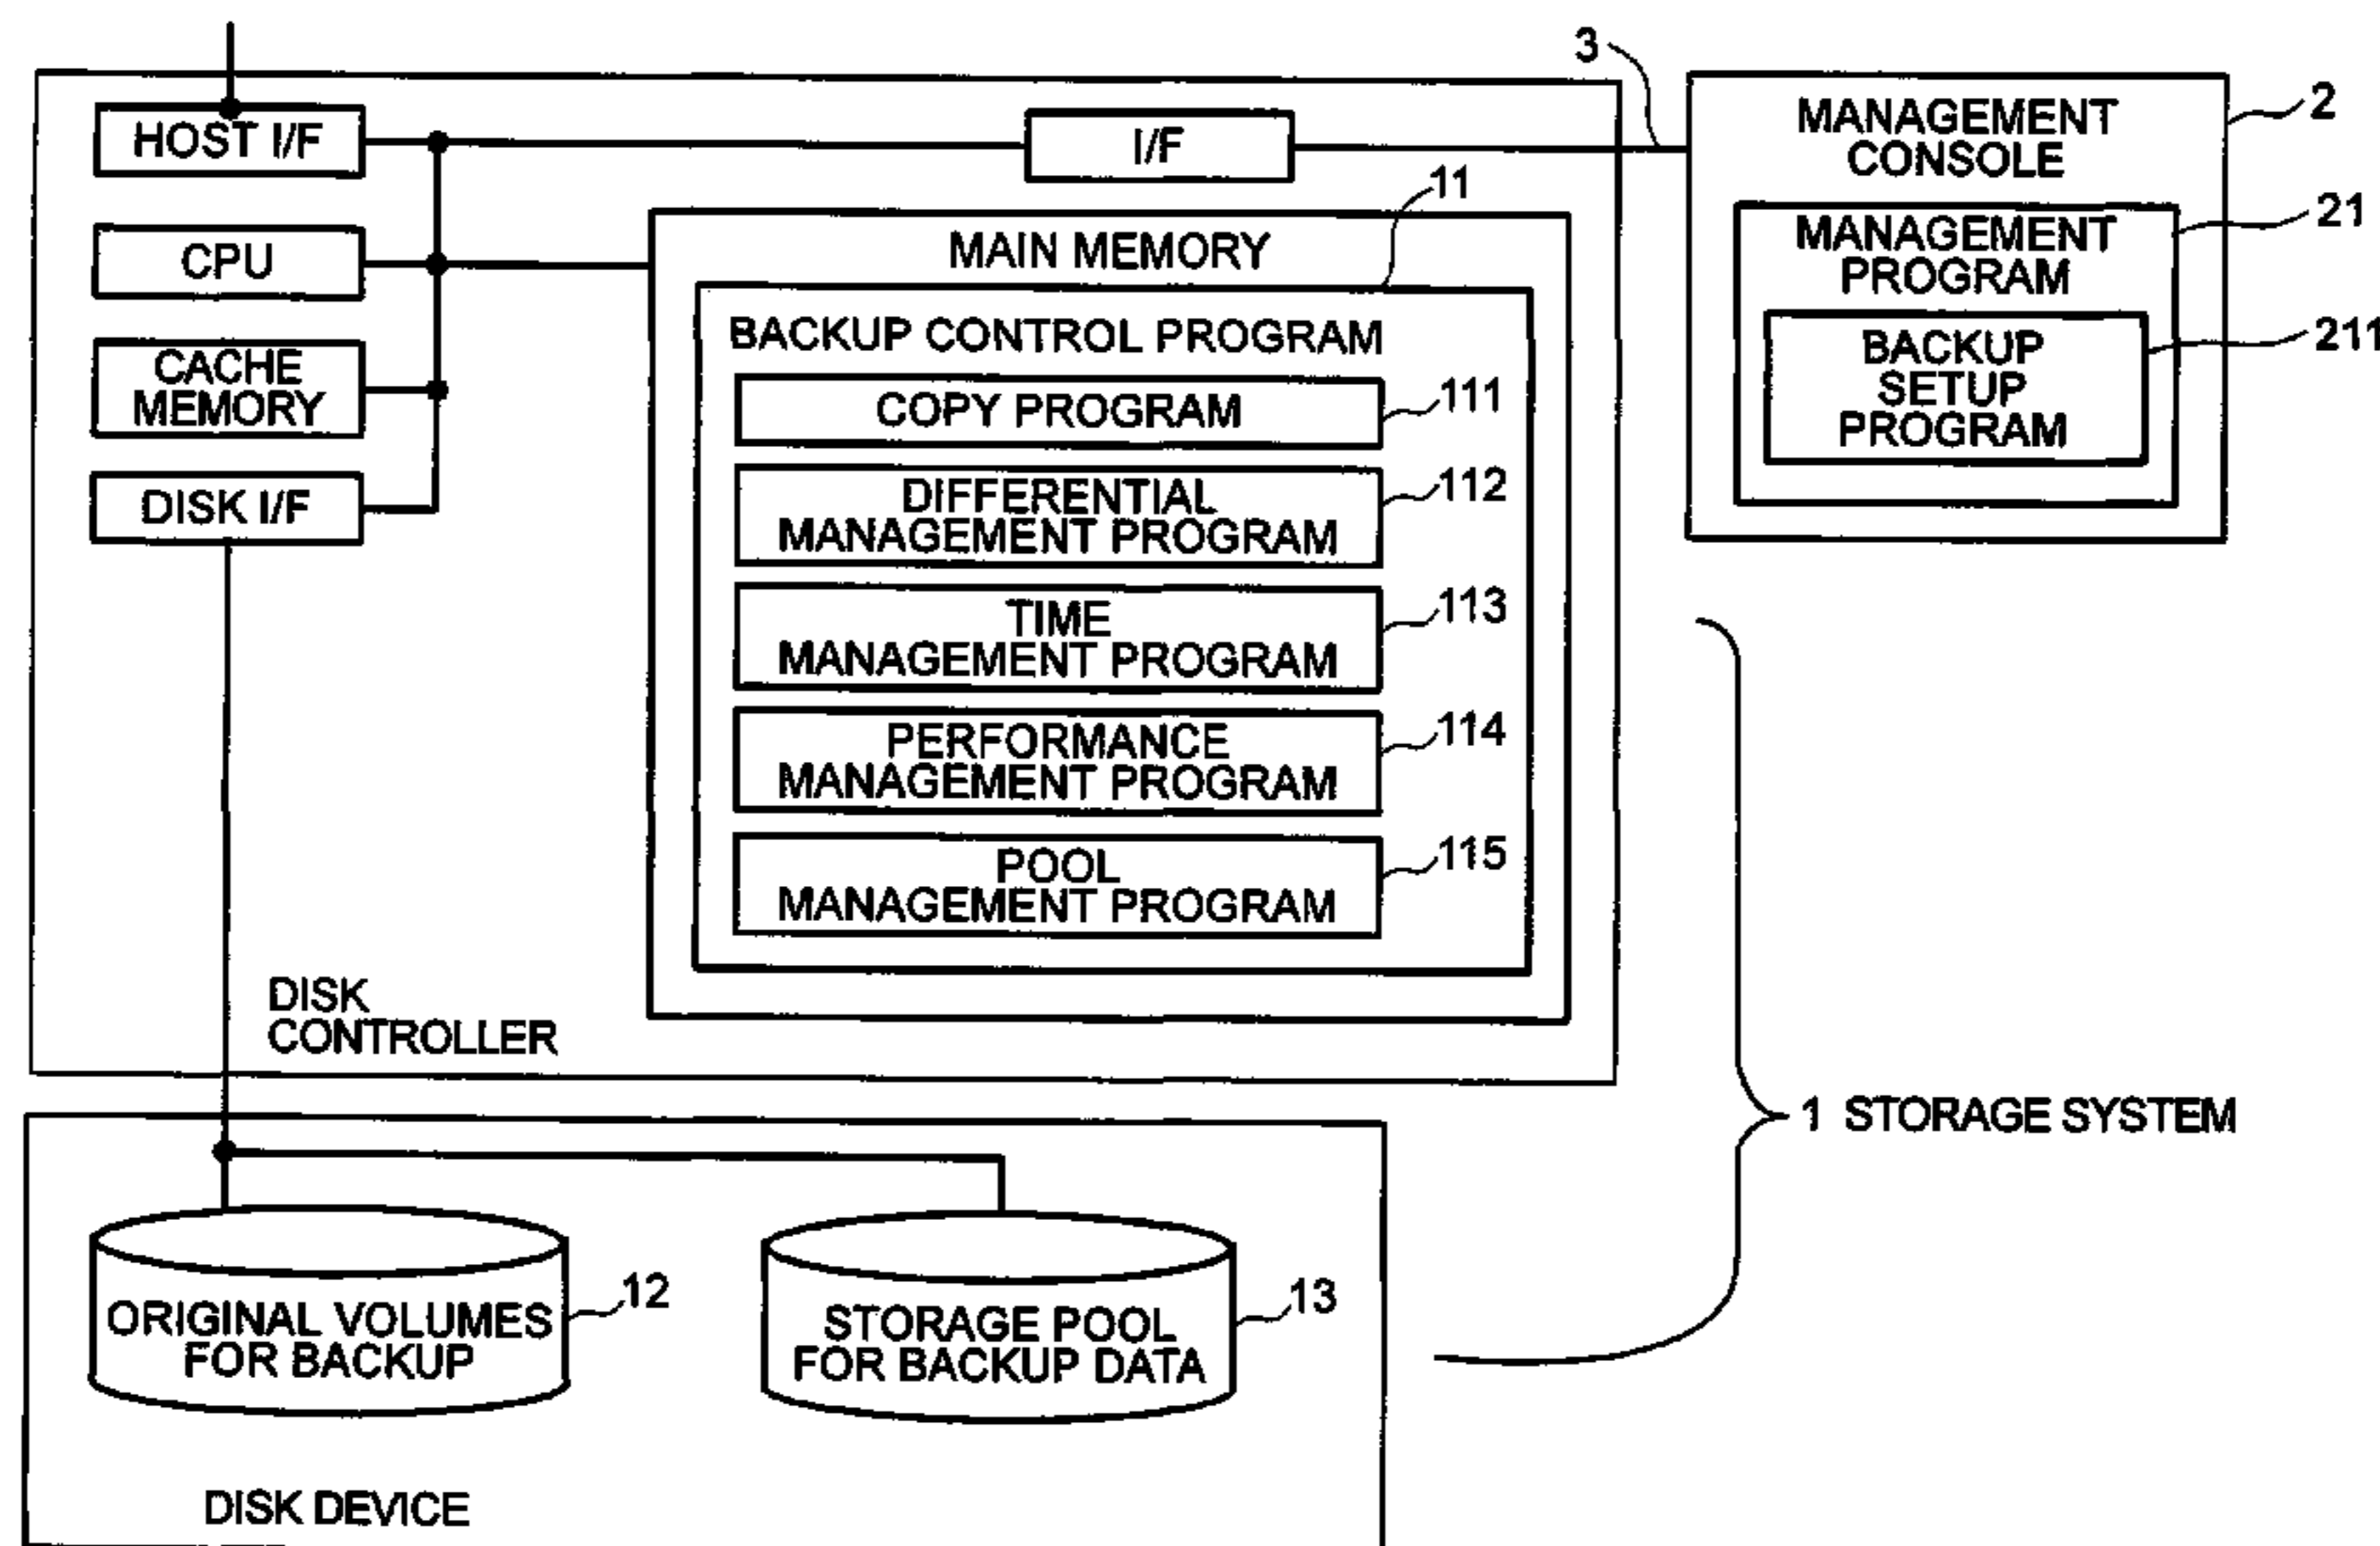 3
HOST I/F
I/F
MANAGEMENT
CONSOLE
2
11
CPU
MAIN MEMORY
MANAGEMENT
PROGRAM
21
CACHE
MEMORY
BACKUP CONTROL PROGRAM
BACKUP
SETUP
PROGRAM
211
COPY PROGRAM
111
DISK I/F
DIFFERENTIAL
MANAGEMENT PROGRAM
112
TIME
MANAGEMENT PROGRAM
113
PERFORMANCE
MANAGEMENT PROGRAM
114
POOL
MANAGEMENT PROGRAM
115
DISK
CONTROLLER
1 STORAGE SYSTEM
ORIGINAL VOLUMES
FOR BACKUP
12
STORAGE POOL
FOR BACKUP DATA
13
DISK DEVICE